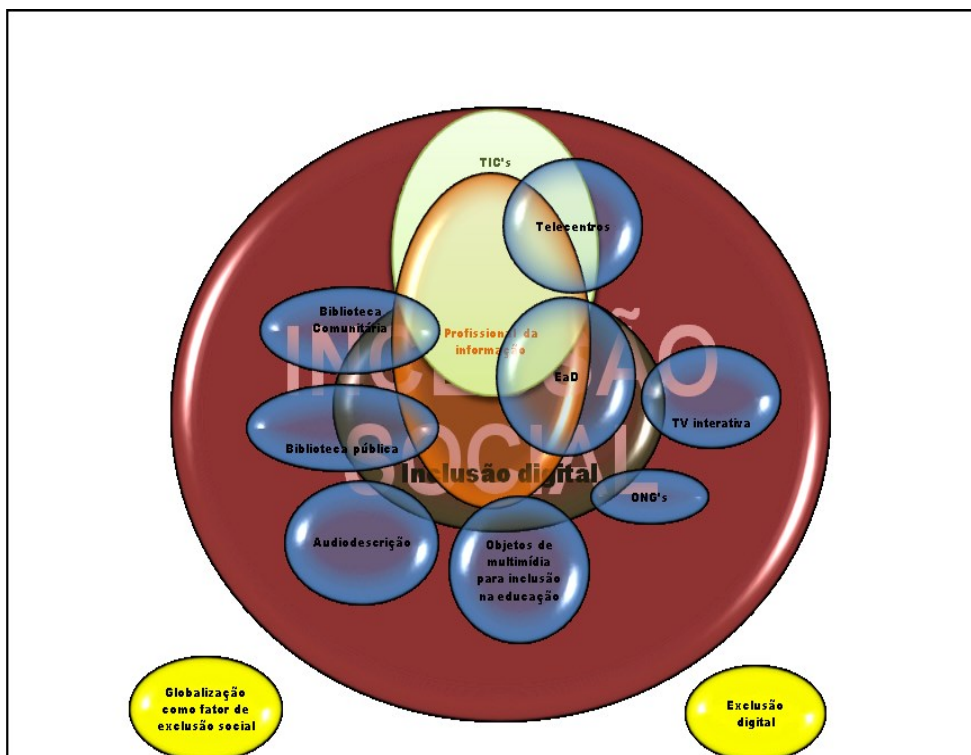 TIC's
Telecentros
Biblioteca
Comunitária
INCLUSÃO
SOCIAL
Profissional da
informação
EaD
TV interativa
Biblioteca pública
Inclusão digital
ONG's
Audiodescrição
Objetos de
multimídia
para inclusão
na educação
Globalização
como fator de
exclusão social
Exclusão
digital